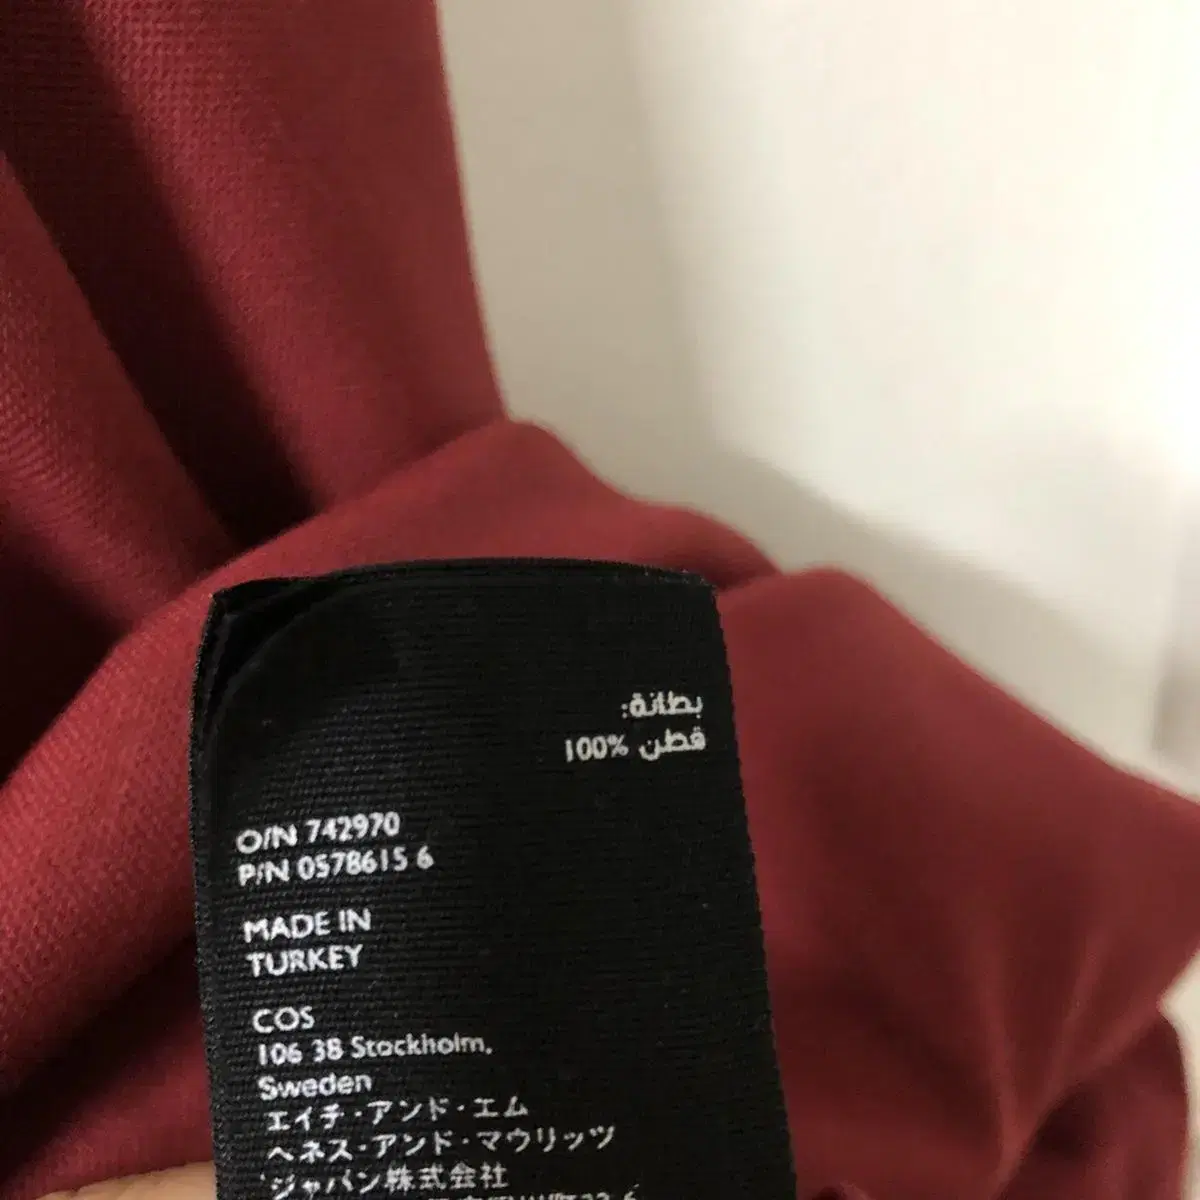 بطانة:
قطن %100
O/N 742970
P/N 0578615 6
MADE IN
TURKEY
COS
106 38 Stockholm,
Sweden
エイチ・アンド・エム
ヘネス・アンド・マウリッツ
ジャパン株式会社